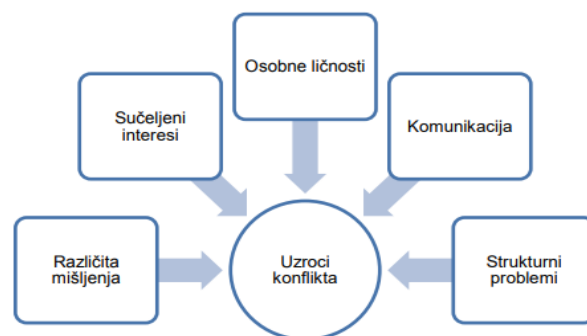 Osobne ličnosti
Sučeljeni
interesi
Komunikacija
Različita
mišljenja
Uzroci
konflikta
Strukturni
problemi